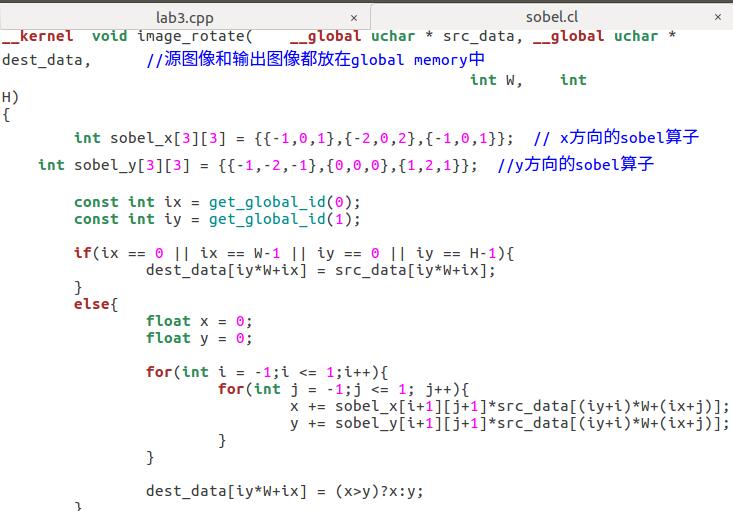 lab3.cpp × sobel.cl ×
__kernel  void image_rotate(    __global uchar * src_data, __global uchar *
dest_data,      //源图像和输出图像都放在global memory中
int W,    int
H)
{
int sobel_x[3][3] = {{-1,0,1},{-2,0,2},{-1,0,1}};  // x方向的sobel算子
int sobel_y[3][3] = {{-1,-2,-1},{0,0,0},{1,2,1}};  //y方向的sobel算子
const int ix = get_global_id(0);
const int iy = get_global_id(1);
if(ix == 0 || ix == W-1 || iy == 0 || iy == H-1){
dest_data[iy*W+ix] = src_data[iy*W+ix];
}
else{
float x = 0;
float y = 0;
for(int i = -1;i <= 1;i++){
for(int j = -1;j <= 1; j++){
x += sobel_x[i+1][j+1]*src_data[(iy+i)*W+(ix+j)];
y += sobel_y[i+1][j+1]*src_data[(iy+i)*W+(ix+j)];
}
}
dest_data[iy*W+ix] = (x>y)?x:y;
}